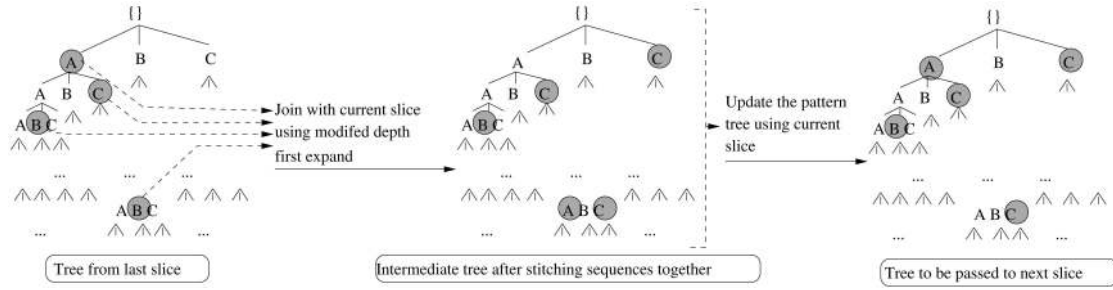 {}
A B C
A B C
A B C
... ... ...
A B C
... ...
Tree from last slice
Join with current slice
using modifed depth
first expand
{}
A B C
A B C
A B C
... ... ...
A B C
... ...
Intermediate tree after stitching sequences together
Update the pattern
tree using current
slice
{}
A B C
A B C
A B C
... ... ...
A B C
... ...
Tree to be passed to next slice